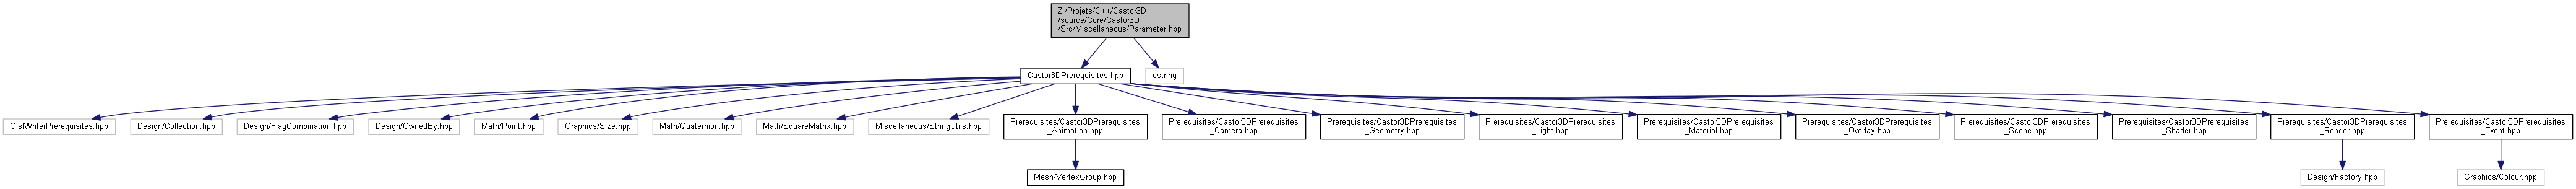 Z:/Projets/C++/Castor3D
/source/Core/Castor3D
/Src/Miscellaneous/Parameter.hpp
Castor3DPrerequisites.hpp
cstring
GlslWriterPrerequisites.hpp
Design/Collection.hpp
Design/FlagCombination.hpp
Design/OwnedBy.hpp
Math/Point.hpp
Graphics/Size.hpp
Math/Quaternion.hpp
Math/SquareMatrix.hpp
Miscellaneous/StringUtils.hpp
Prerequisites/Castor3DPrerequisites
_Animation.hpp
Prerequisites/Castor3DPrerequisites
_Camera.hpp
Prerequisites/Castor3DPrerequisites
_Geometry.hpp
Prerequisites/Castor3DPrerequisites
_Light.hpp
Prerequisites/Castor3DPrerequisites
_Material.hpp
Prerequisites/Castor3DPrerequisites
_Overlay.hpp
Prerequisites/Castor3DPrerequisites
_Scene.hpp
Prerequisites/Castor3DPrerequisites
_Shader.hpp
Prerequisites/Castor3DPrerequisites
_Render.hpp
Prerequisites/Castor3DPrerequisites
_Event.hpp
Mesh/VertexGroup.hpp
Design/Factory.hpp
Graphics/Colour.hpp